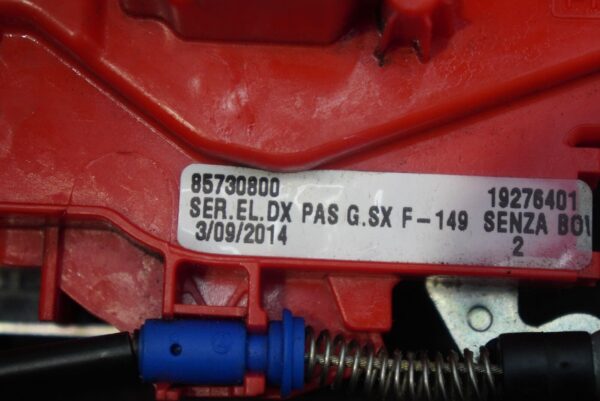 85730800 19276401
SER.EL.DX PAS G.SX F-149 SENZA
3/09/2014 2